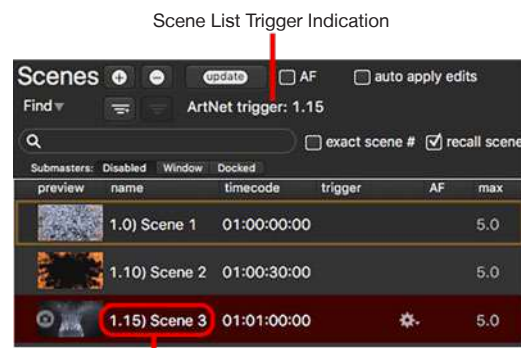 Scene List Trigger Indication
Scenes update AF auto apply edits
Find ArtNet trigger: 1.15
exact scene # recall scene
Submasters: Disabled Window Docked
preview name timecode trigger AF max
1.0) Scene 1 01:00:00:00 5.0
1.10) Scene 2 01:00:30:00 5.0
1.15) Scene 3 01:01:00:00 5.0